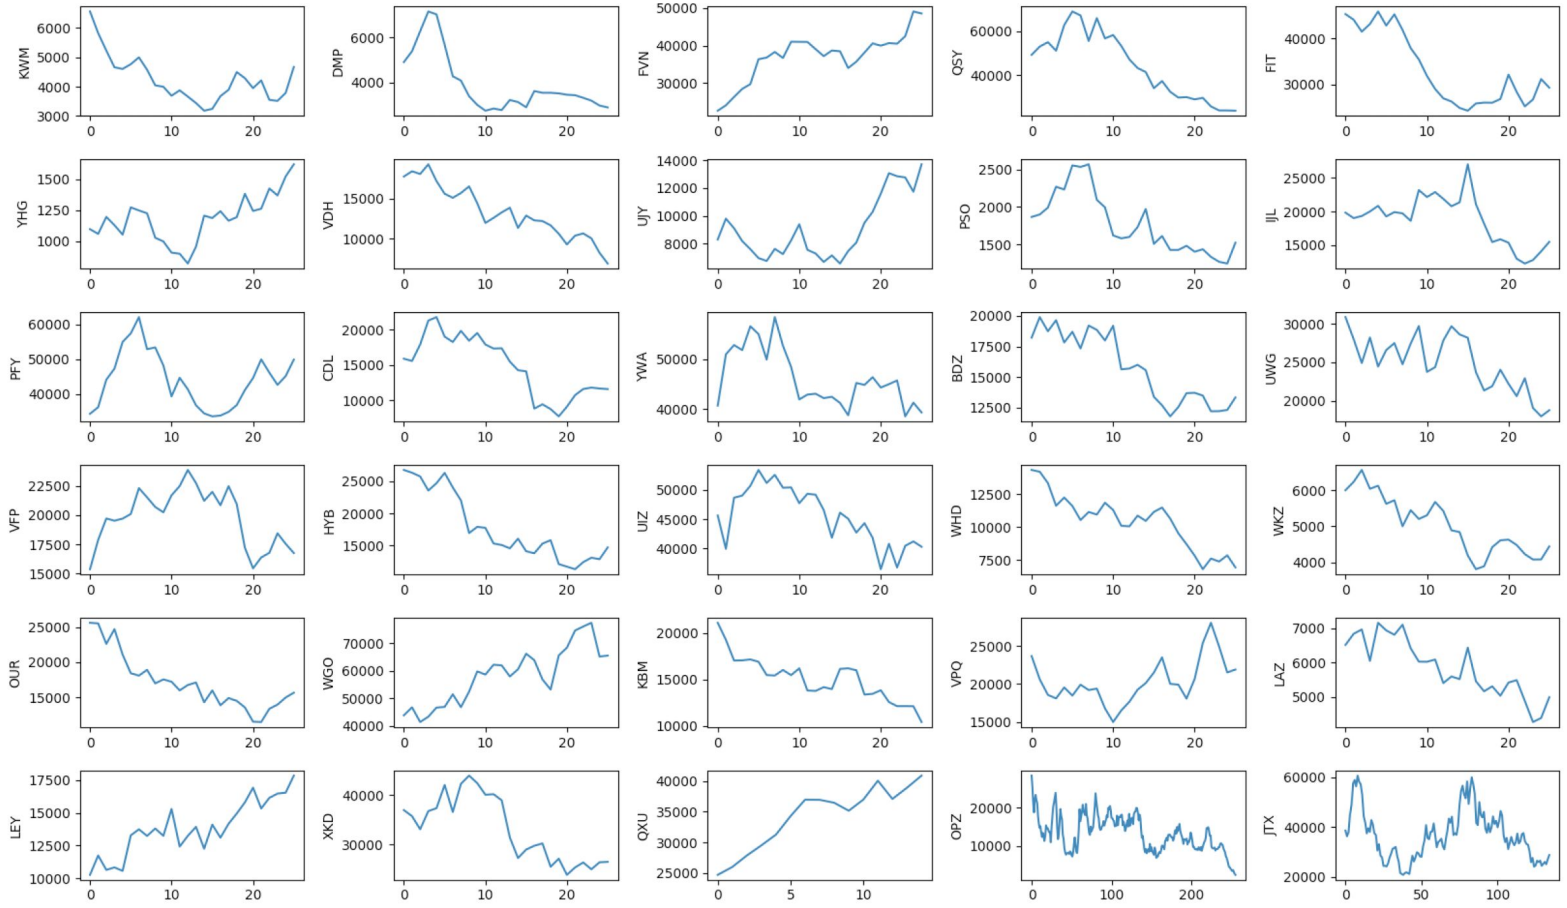 KWM
6000
5000
4000
3000
0 10 20
DMP
6000
4000
0 10 20
FVN
50000
40000
30000
0 10 20
QSY
60000
40000
0 10 20
FIT
40000
30000
0 10 20
YHG
1500
1250
1000
0 10 20
VDH
15000
10000
0 10 20
UJY
14000
12000
10000
8000
0 10 20
PSO
2500
2000
1500
0 10 20
IJL
25000
20000
15000
0 10 20
PFY
60000
50000
40000
0 10 20
CDL
20000
15000
10000
0 10 20
YWA
50000
40000
0 10 20
BDZ
20000
17500
15000
12500
0 10 20
UWG
30000
25000
20000
0 10 20
VFP
22500
20000
17500
15000
0 10 20
HYB
25000
20000
15000
0 10 20
UIZ
50000
45000
40000
0 10 20
WHD
12500
10000
7500
0 10 20
WKZ
6000
5000
4000
0 10 20
OUR
25000
20000
15000
0 10 20
WGO
70000
60000
50000
40000
0 10 20
KBM
20000
15000
10000
0 10 20
VPQ
25000
20000
15000
0 10 20
LAZ
7000
6000
5000
0 10 20
LEY
17500
15000
12500
10000
0 10 20
XKD
40000
30000
0 10 20
QXU
40000
35000
30000
25000
0 5 10
OPZ
20000
10000
0 100 200
JTX
60000
40000
20000
0 50 100